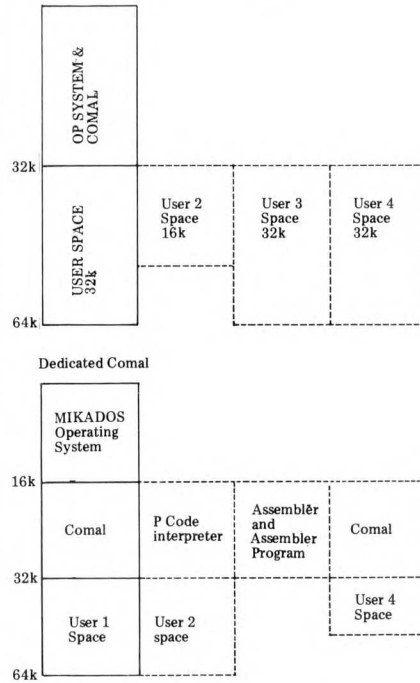 OP SYSTEM &
COMAL
32k
USER SPACE
32k
User 2
Space
16k
User 3
Space
32k
User 4
Space
32k
64k
Dedicated Comal
MIKADOS
Operating
System
16k
Comal
P Code
interpreter
Assembler
and
Assembler
Program
Comal
32k
User 1
Space
User 2
space
User 4
Space
64k